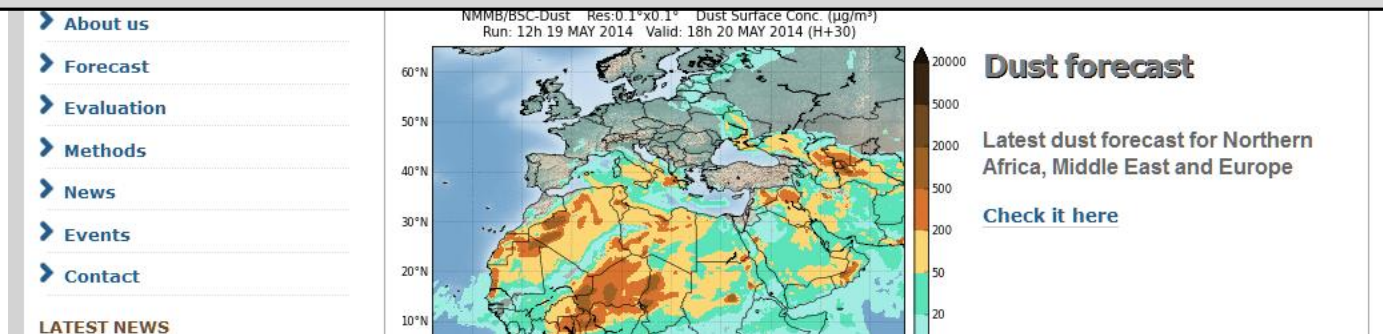 About us
Forecast
Evaluation
Methods
News
Events
Contact
LATEST NEWS
NMMB/BSC-Dust Res:0.1°x0.1° Dust Surface Conc. (µg/m³)
Run: 12h 19 MAY 2014 Valid: 18h 20 MAY 2014 (H+30)
60°N
50°N
40°N
30°N
20°N
10°N
20000
5000
2000
500
200
50
20
Dust forecast
Latest dust forecast for Northern
Africa, Middle East and Europe
Check it here